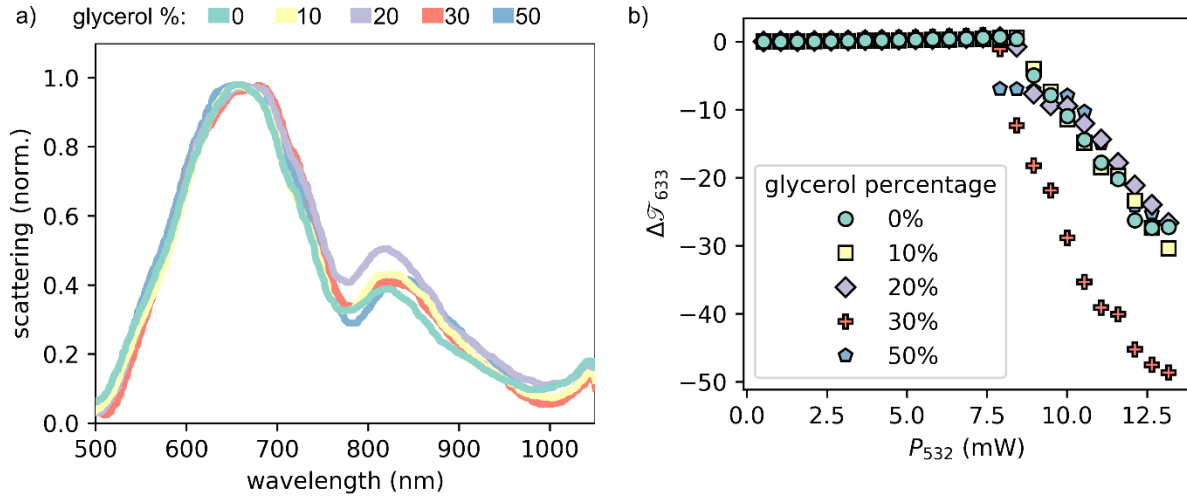 a) glycerol %: 0 10 20 30 50
1.0
0.8
0.6
0.4
0.2
0.0
scattering (norm.)
500 600 700 800 900 1000
wavelength (nm)
b)
0
−10
−20
−30
−40
−50
Δ𝒯633
glycerol percentage
0%
10%
20%
30%
50%
0.0 2.5 5.0 7.5 10.0 12.5
P532 (mW)